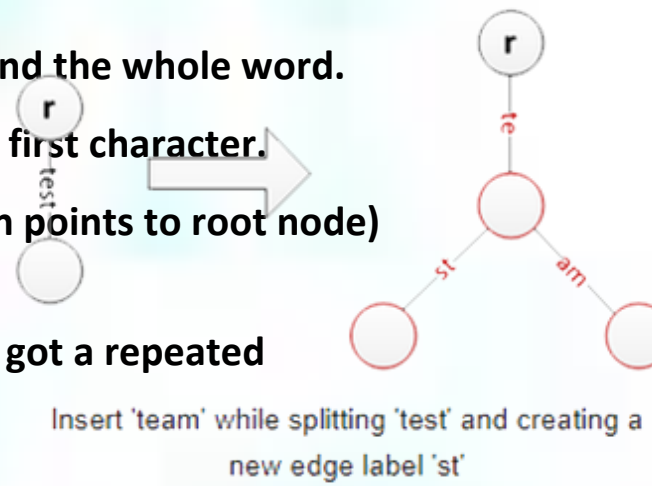 nd the whole word.
r
r
first character.
te
test
n points to root node)
st
am
got a repeated
Insert 'team' while splitting 'test' and creating a
new edge label 'st'